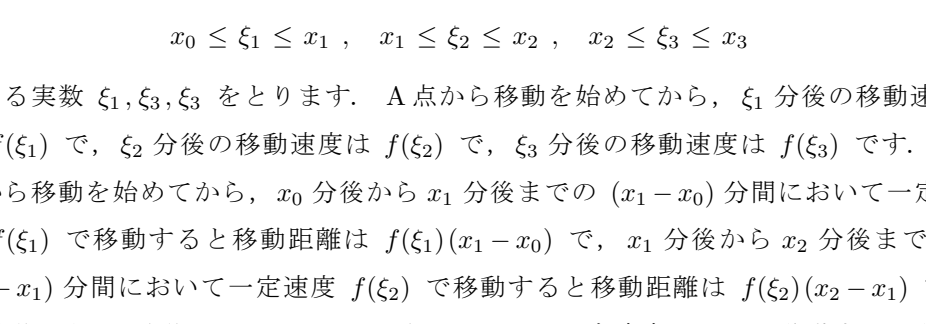 x₀ ≤ ξ₁ ≤ x₁ , x₁ ≤ ξ₂ ≤ x₂ , x₂ ≤ ξ₃ ≤ x₃
る実数 ξ₁,ξ₃,ξ₃ をとります. A 点から移動を始めてから, ξ₁ 分後の移動速
f(ξ₁) で, ξ₂ 分後の移動速度は f(ξ₂) で, ξ₃ 分後の移動速度は f(ξ₃) です.
ら移動を始めてから, x₀ 分後から x₁ 分後までの (x₁ − x₀) 分間において一定
f(ξ₁) で移動すると移動距離は f(ξ₁)(x₁ − x₀) で, x₁ 分後から x₂ 分後まで
− x₁) 分間において一定速度 f(ξ₂) で移動すると移動距離は f(ξ₂)(x₂ − x₁)